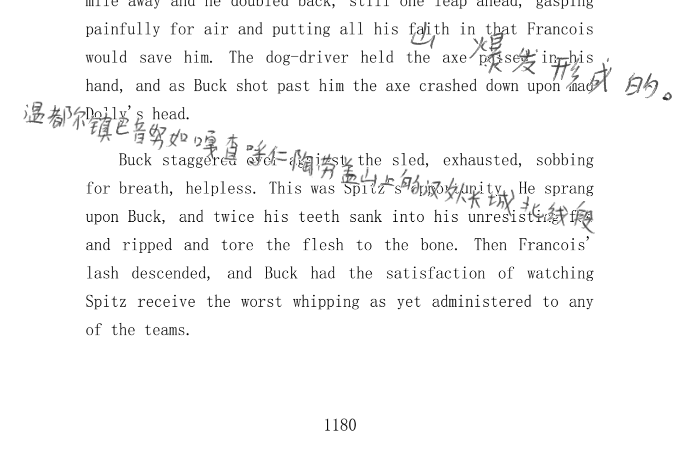 mile away and he doubled back, still one leap ahead, gasping
painfully for air and putting all his faith in that Francois
山 爆发形成的。
would save him. The dog-driver held the axe poised in his
hand, and as Buck shot past him the axe crashed down upon mad
Dolly's head.
温都尔镇巴音努如嘎查呼仁陶劳盖山上的汉外长城北线段
Buck staggered over against the sled, exhausted, sobbing
for breath, helpless. This was Spitz's opportunity. He sprang
upon Buck, and twice his teeth sank into his unresisting foe
and ripped and tore the flesh to the bone. Then Francois'
lash descended, and Buck had the satisfaction of watching
Spitz receive the worst whipping as yet administered to any
of the teams.
1180